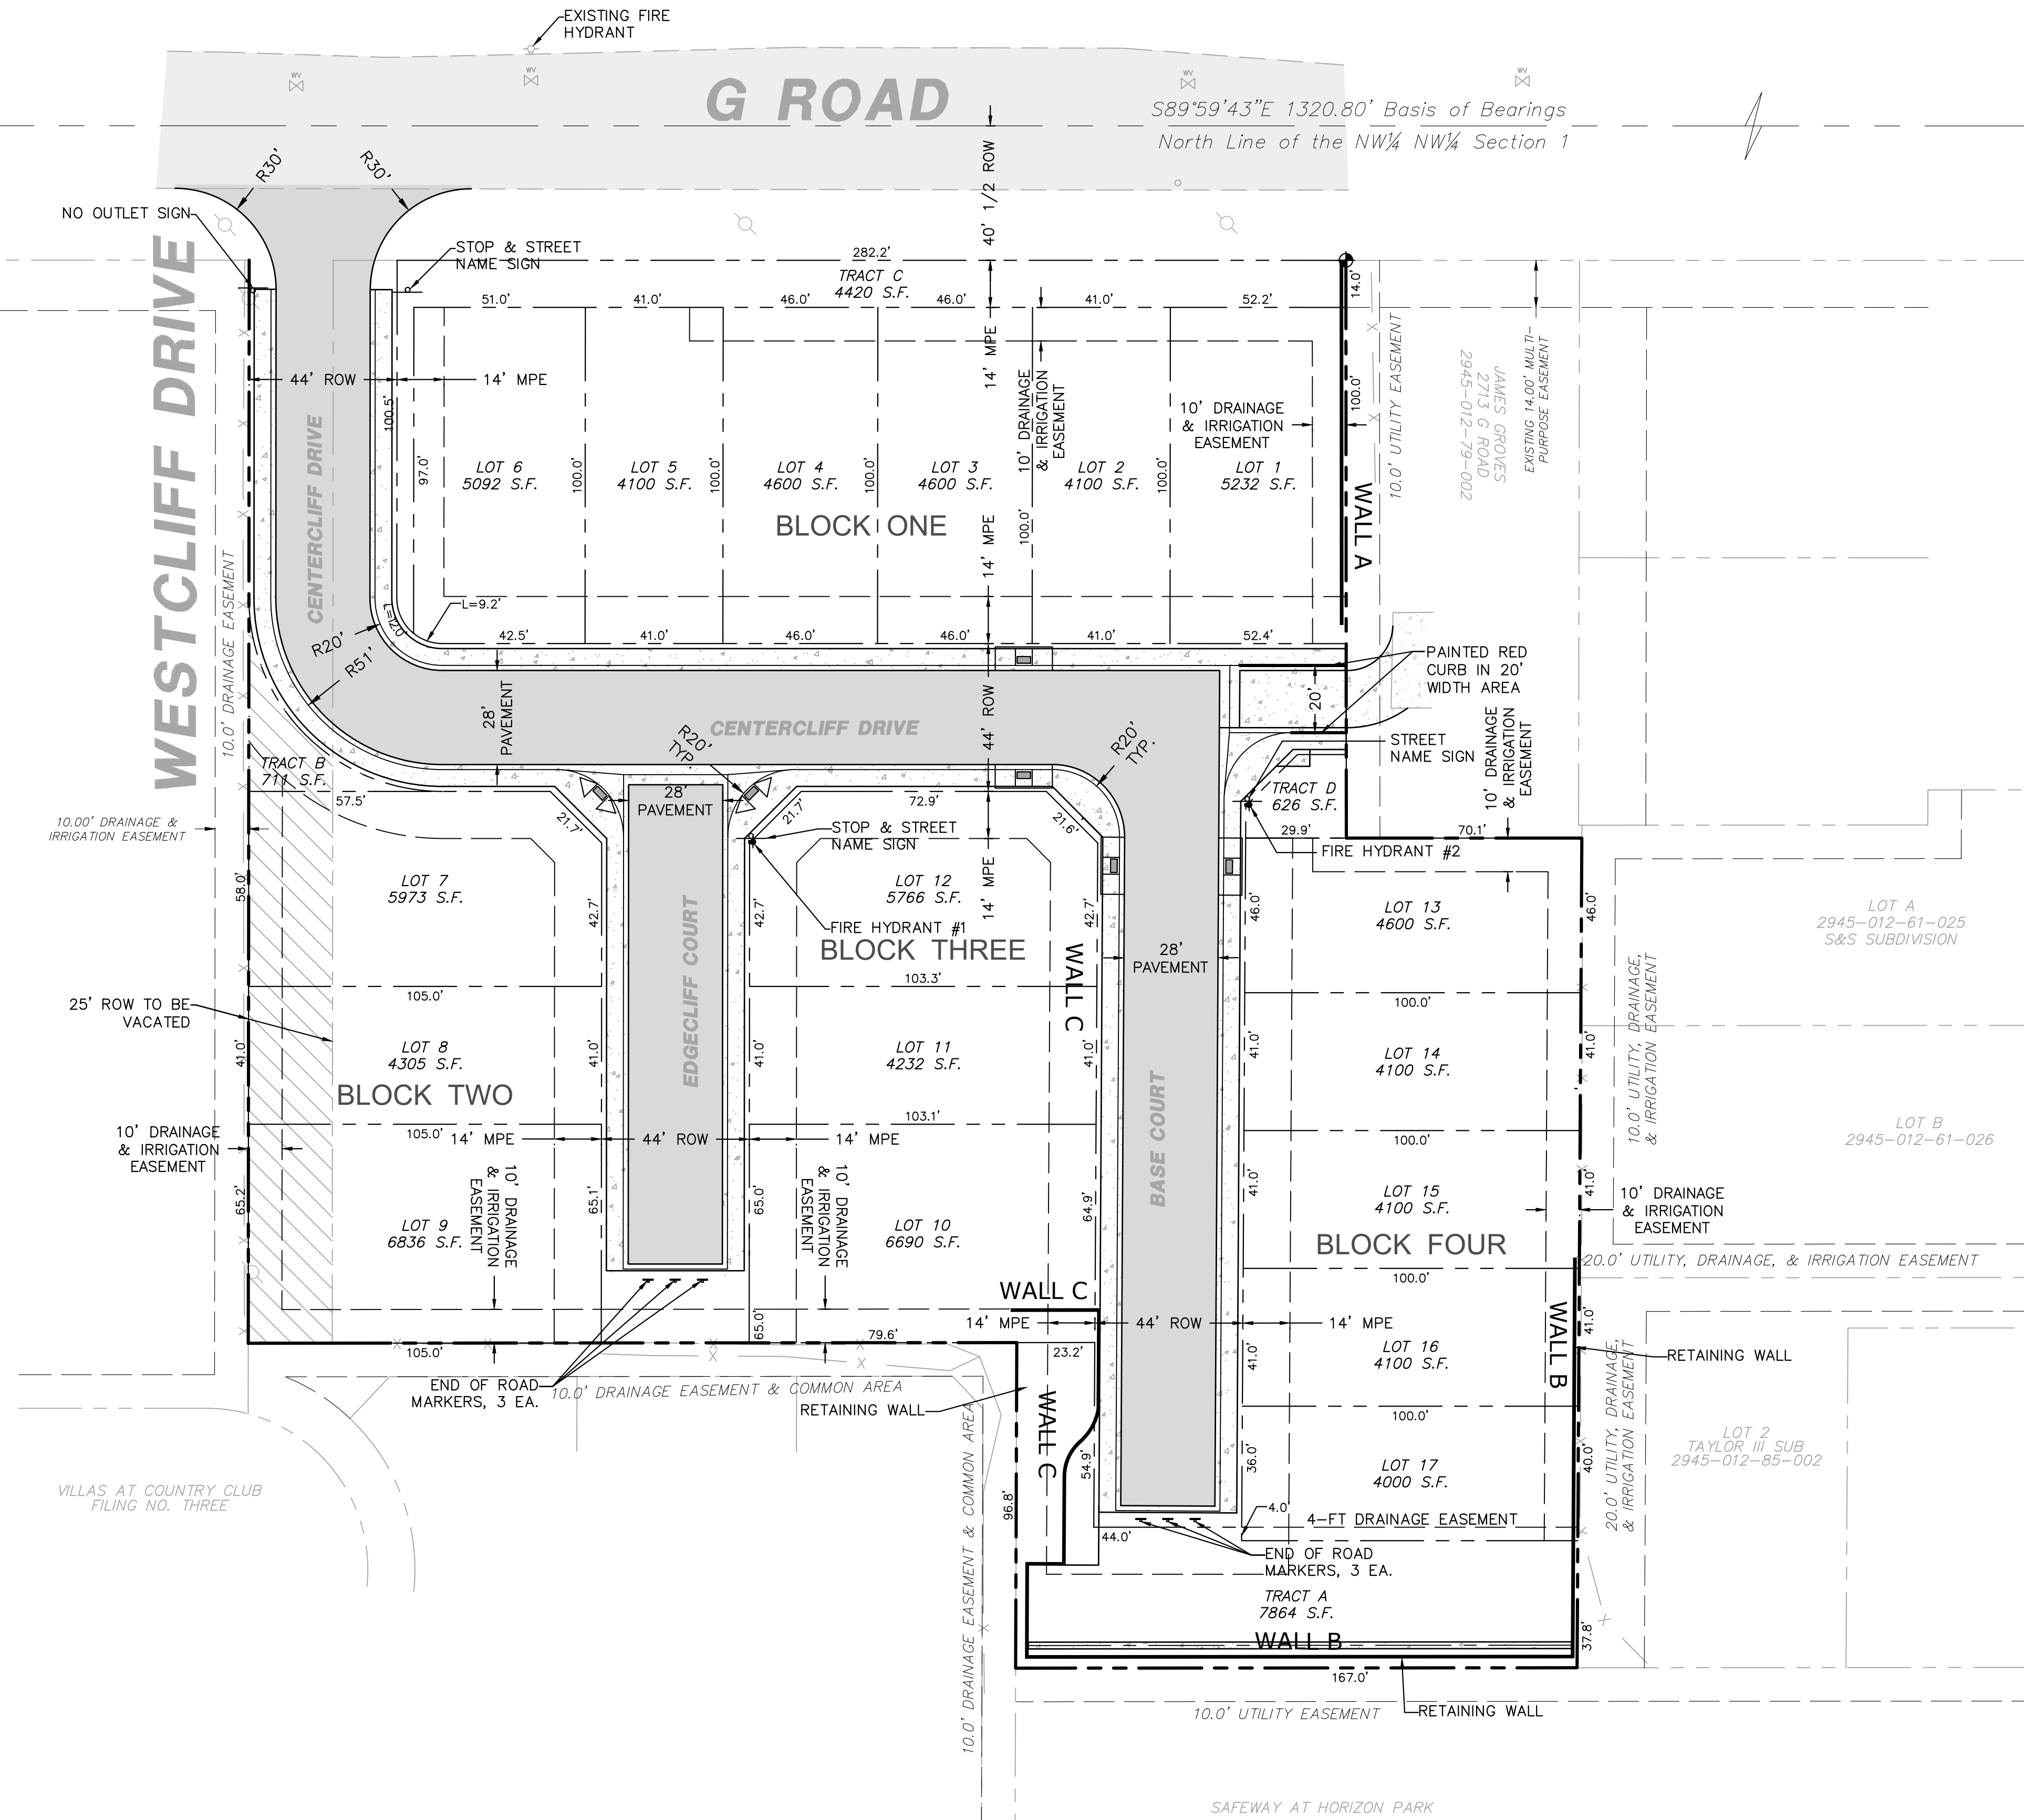 EXISTING FIRE
HYDRANT
WV
WV
WV
WV
G ROAD
S89°59'43"E 1320.80' Basis of Bearings
North Line of the NW¼ NW¼ Section 1
R30'
R30'
40' 1/2 ROW
NO OUTLET SIGN
STOP & STREET
NAME SIGN
282.2'
TRACT C
4420 S.F.
14.0'
WESTCLIFF DRIVE
51.0'
41.0'
46.0'
46.0'
41.0'
52.2'
14' MPE
44' ROW
14' MPE
10' DRAINAGE
& IRRIGATION
EASEMENT
10' DRAINAGE
& IRRIGATION
EASEMENT
100.0'
10.0' UTILITY EASEMENT
JAMES GROVES
2713 G ROAD
2945-012-79-002
EXISTING 14.00' MULTI-
PURPOSE EASEMENT
CENTERCLIFF DRIVE
100.5'
97.0'
LOT 6
5092 S.F.
100.0'
LOT 5
4100 S.F.
100.0'
LOT 4
4600 S.F.
100.0'
LOT 3
4600 S.F.
100.0'
LOT 2
4100 S.F.
100.0'
LOT 1
5232 S.F.
WALL A
BLOCK ONE
14' MPE
10.0' DRAINAGE EASEMENT
L=9.2'
L=12.0'
R20'
R51'
42.5'
41.0'
46.0'
46.0'
41.0'
52.4'
PAINTED RED
CURB IN 20'
WIDTH AREA
20'
28'
PAVEMENT
CENTERCLIFF DRIVE
44' ROW
R20'
TYP.
R20'
TYP.
STREET
NAME SIGN
10' DRAINAGE
& IRRIGATION
EASEMENT
TRACT B
711 S.F.
57.5'
21.7'
28'
PAVEMENT
21.7'
72.9'
21.6'
TRACT D
626 S.F.
10.00' DRAINAGE &
IRRIGATION EASEMENT
STOP & STREET
NAME SIGN
29.9'
70.1'
FIRE HYDRANT #2
58.0'
LOT 7
5973 S.F.
42.7'
42.7'
LOT 12
5766 S.F.
14' MPE
42.7'
46.0'
LOT 13
4600 S.F.
46.0'
LOT A
2945-012-61-025
S&S SUBDIVISION
FIRE HYDRANT #1
BLOCK THREE
WALL C
28'
PAVEMENT
EDGECLIFF COURT
105.0'
103.3'
100.0'
25' ROW TO BE
VACATED
10.0' UTILITY, DRAINAGE,
& IRRIGATION EASEMENT
41.0'
LOT 8
4305 S.F.
41.0'
41.0'
LOT 11
4232 S.F.
41.0'
41.0'
LOT 14
4100 S.F.
41.0'
BLOCK TWO
BASE COURT
105.0'
103.1'
100.0'
LOT B
2945-012-61-026
10' DRAINAGE
& IRRIGATION
EASEMENT
14' MPE
44' ROW
14' MPE
65.2'
LOT 9
6836 S.F.
10' DRAINAGE
& IRRIGATION
EASEMENT
65.1'
65.0'
10' DRAINAGE
& IRRIGATION
EASEMENT
LOT 10
6690 S.F.
64.9'
41.0'
LOT 15
4100 S.F.
41.0'
10' DRAINAGE
& IRRIGATION
EASEMENT
BLOCK FOUR
20.0' UTILITY, DRAINAGE, & IRRIGATION EASEMENT
100.0'
WALL C
14' MPE
44' ROW
14' MPE
65.0'
79.6'
23.2'
105.0'
41.0'
LOT 16
4100 S.F.
WALL B
41.0'
RETAINING WALL
END OF ROAD
MARKERS, 3 EA.
10.0' DRAINAGE EASEMENT & COMMON AREA
RETAINING WALL
WALL C
100.0'
20.0' UTILITY, DRAINAGE,
& IRRIGATION EASEMENT
LOT 2
TAYLOR III SUB
2945-012-85-002
54.9'
36.0'
LOT 17
4000 S.F.
40.0'
VILLAS AT COUNTRY CLUB
FILING NO. THREE
96.8'
4.0'
4-FT DRAINAGE EASEMENT
44.0'
END OF ROAD
MARKERS, 3 EA.
10.0' DRAINAGE EASEMENT & COMMON AREA
TRACT A
7864 S.F.
WALL B
37.8'
167.0'
10.0' UTILITY EASEMENT
RETAINING WALL
SAFEWAY AT HORIZON PARK